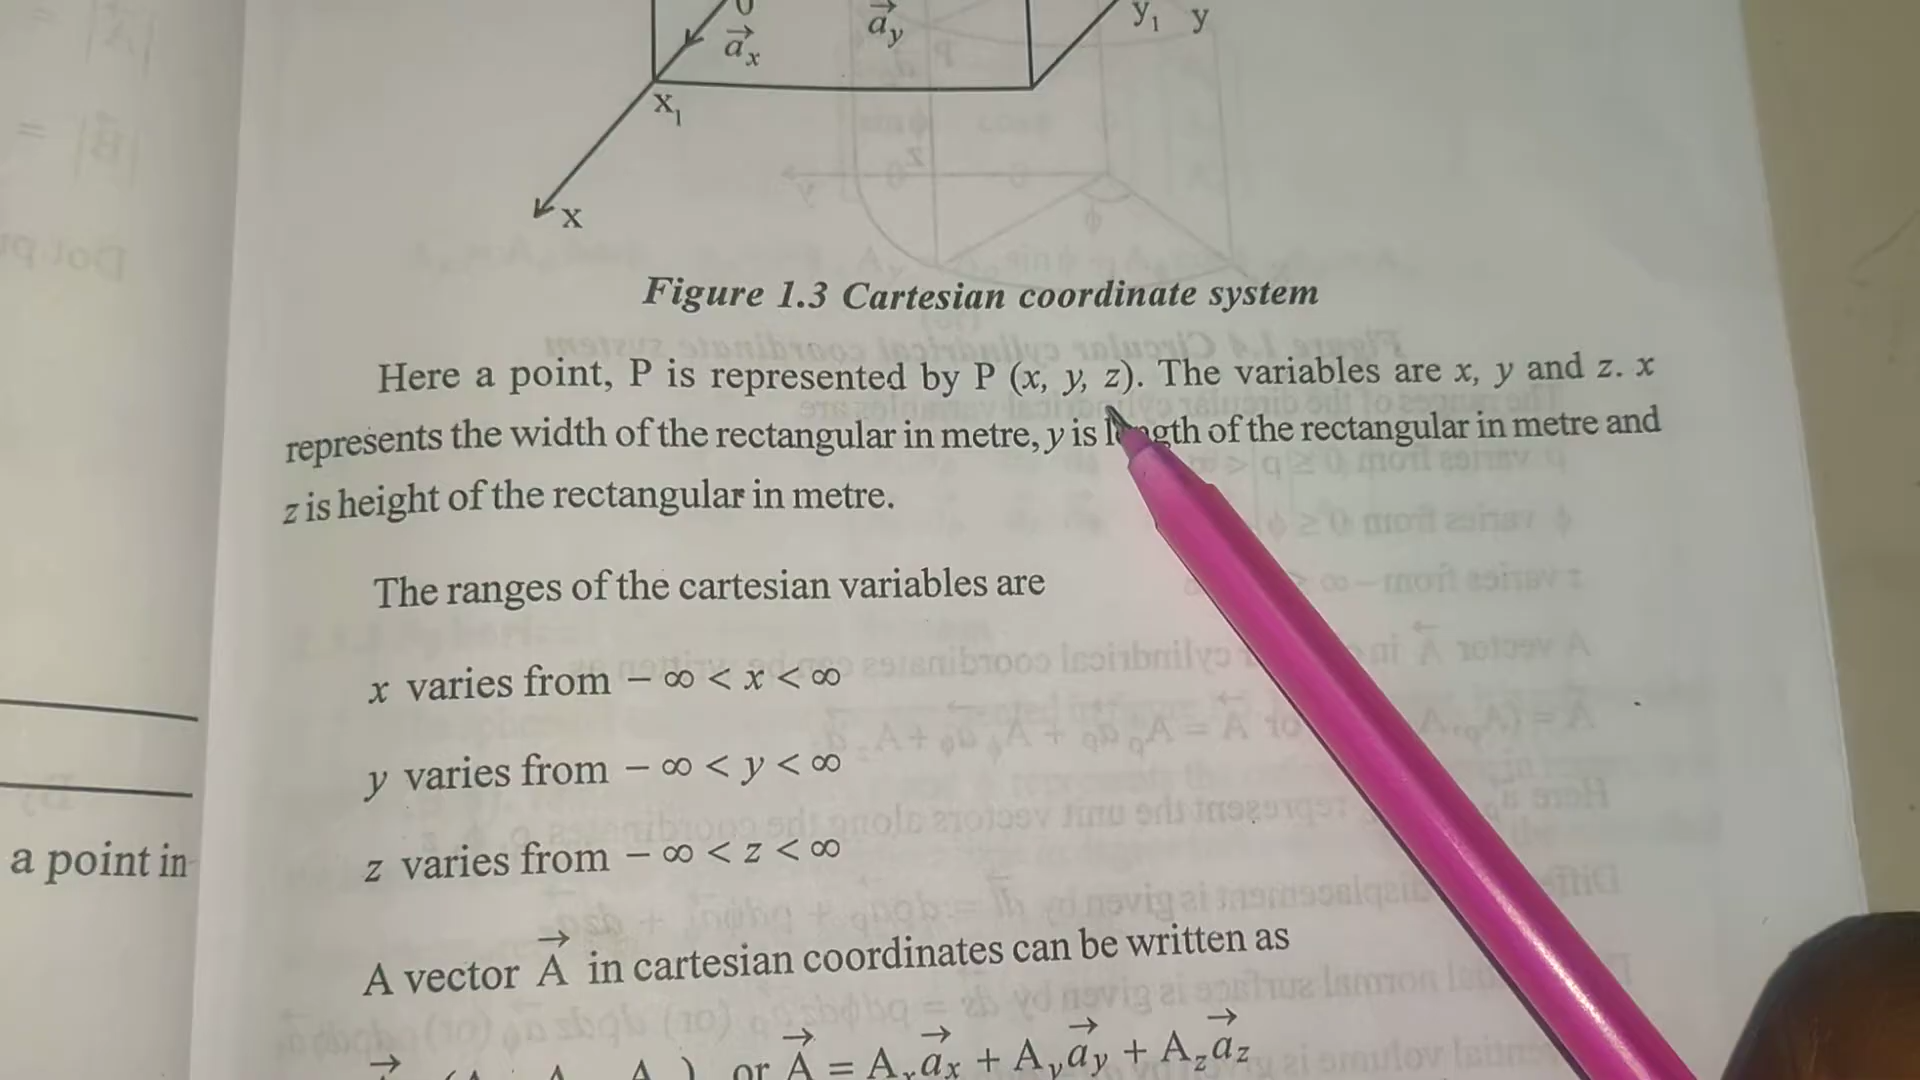 a⃗x
a⃗y
y₁ y
x₁
x
Figure 1.3 Cartesian coordinate system
Here a point, P is represented by P (x, y, z). The variables are x, y and z. x
represents the width of the rectangular in metre, y is length of the rectangular in metre and
z is height of the rectangular in metre.
The ranges of the cartesian variables are
x varies from – ∞ < x < ∞
y varies from – ∞ < y < ∞
z varies from – ∞ < z < ∞
A vector A⃗ in cartesian coordinates can be written as
or A⃗ = Aₓa⃗x + Aᵧa⃗y + A_z a⃗z
|B⃗| =
a point in